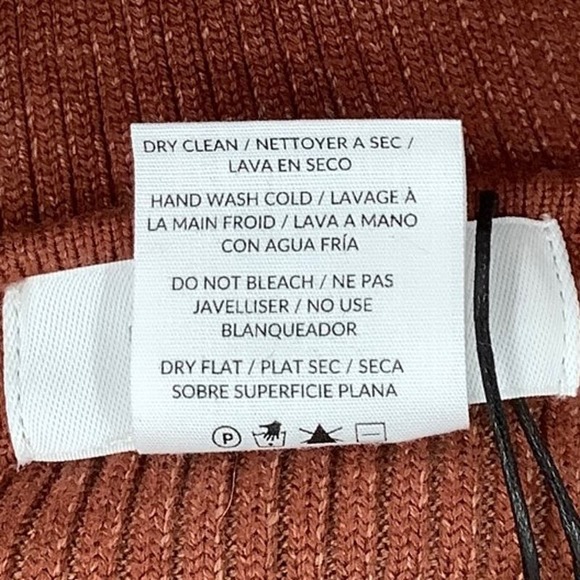 DRY CLEAN / NETTOYER A SEC /
LAVA EN SECO
HAND WASH COLD / LAVAGE À
LA MAIN FROID / LAVA A MANO
CON AGUA FRÍA
DO NOT BLEACH / NE PAS
JAVELLISER / NO USE
BLANQUEADOR
DRY FLAT / PLAT SEC / SECA
SOBRE SUPERFICIE PLANA
P